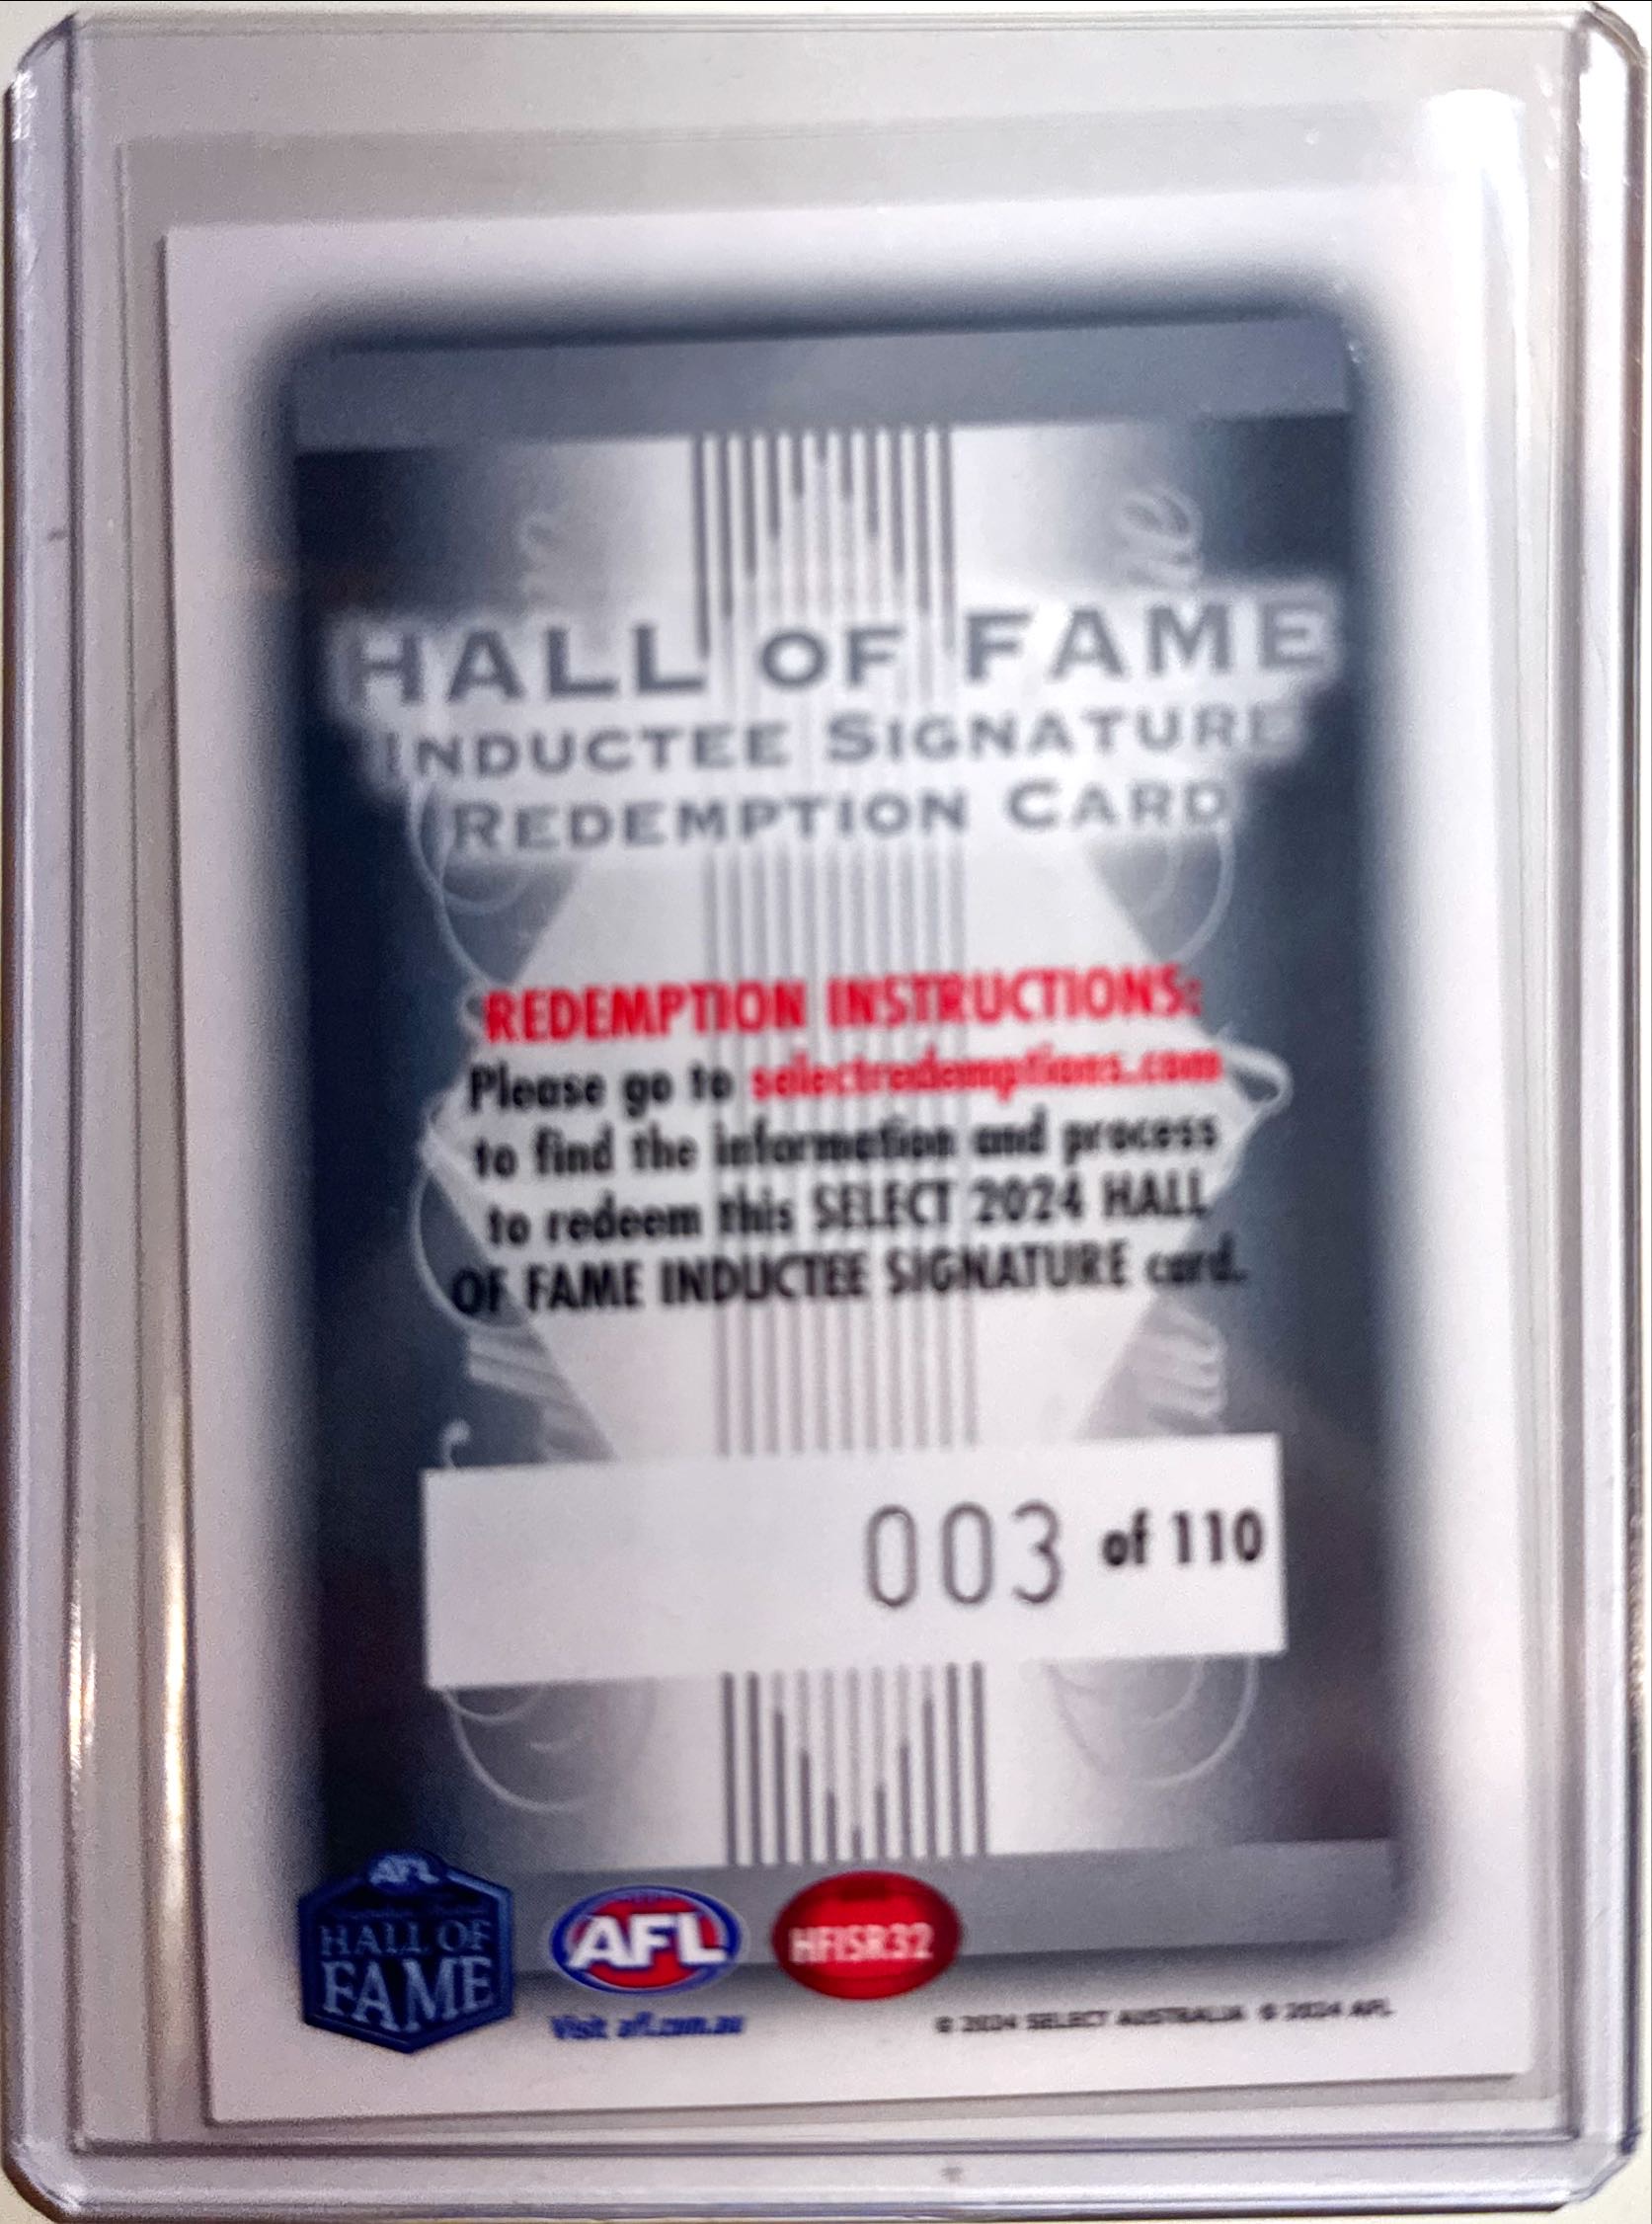 HALL OF FAME
INDUCTEE SIGNATURE
REDEMPTION CARD
REDEMPTION INSTRUCTIONS:
Please go to selectredemptions.com
to find the information and process
to redeem this SELECT 2024 HALL
OF FAME INDUCTEE SIGNATURE card.
003 of 110
AFL
HALL OF
FAME
AFL
Visit afl.com.au
HFISR32
© 2024 SELECT AUSTRALIA © 2024 AFL